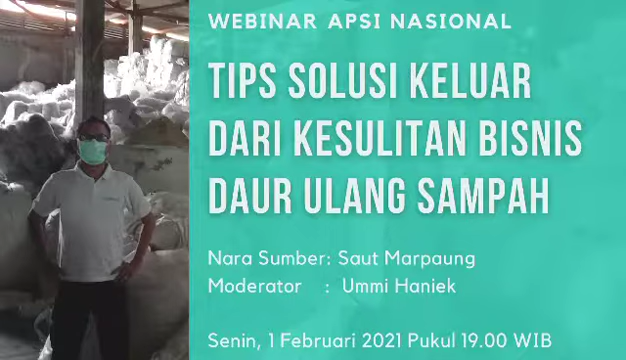 WEBINAR APSI NASIONAL
TIPS SOLUSI KELUAR
DARI KESULITAN BISNIS
DAUR ULANG SAMPAH
Nara Sumber: Saut Marpaung
Moderator : Ummi Haniek
Senin, 1 Februari 2021 Pukul 19.00 WIB